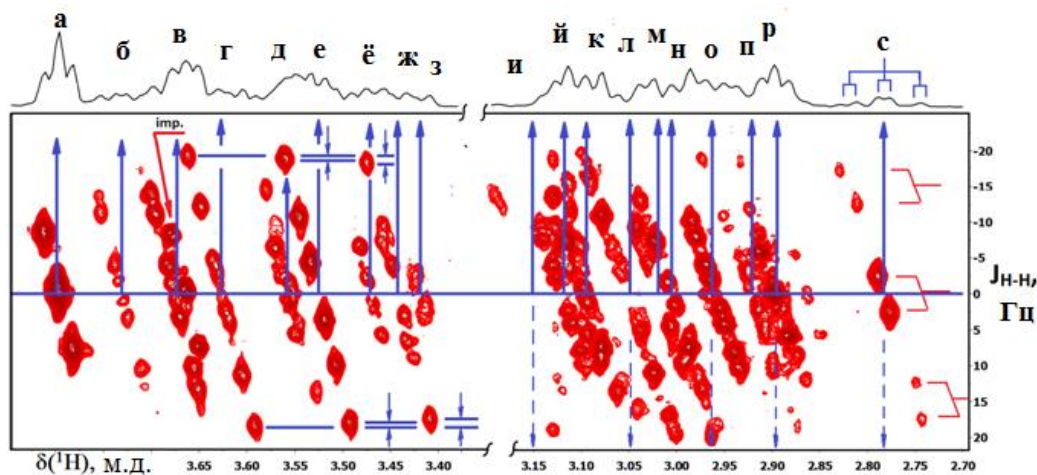 а б в г д е ё ж з и й к л м н о п р с
imp.
-20
-15
-10
-5
0
5
10
15
20
J_H-H, Гц
3.65 3.60 3.55 3.50 3.45 3.40 3.15 3.10 3.05 3.00 2.95 2.90 2.85 2.80 2.75 2.70
δ(¹H), м.д.